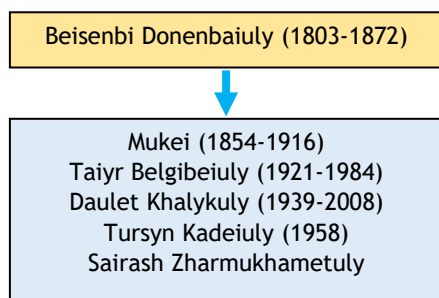 Beisenbi Donenbaiuly (1803-1872)
Mukei (1854-1916)
Taiyr Belgibeiuly (1921-1984)
Daulet Khalykuly (1939-2008)
Tursyn Kadeiuly (1958)
Sairash Zharmukhametuly